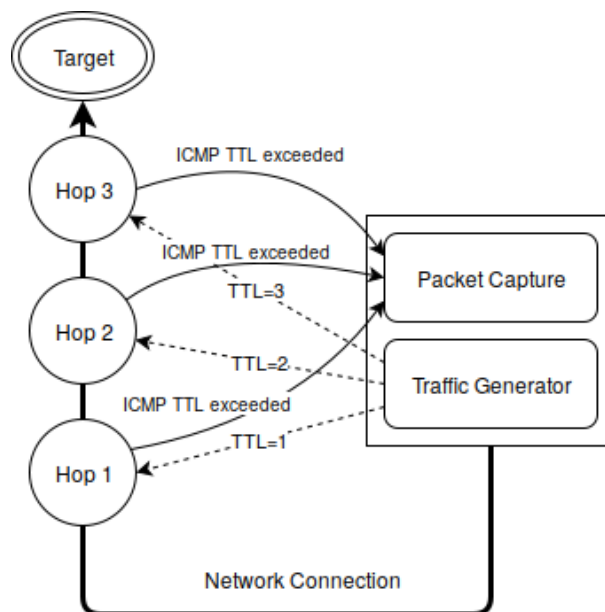 Target
ICMP TTL exceeded
Hop 3
ICMP TTL exceeded
Packet Capture
TTL=3
Hop 2
TTL=2
Traffic Generator
ICMP TTL exceeded
TTL=1
Hop 1
Network Connection